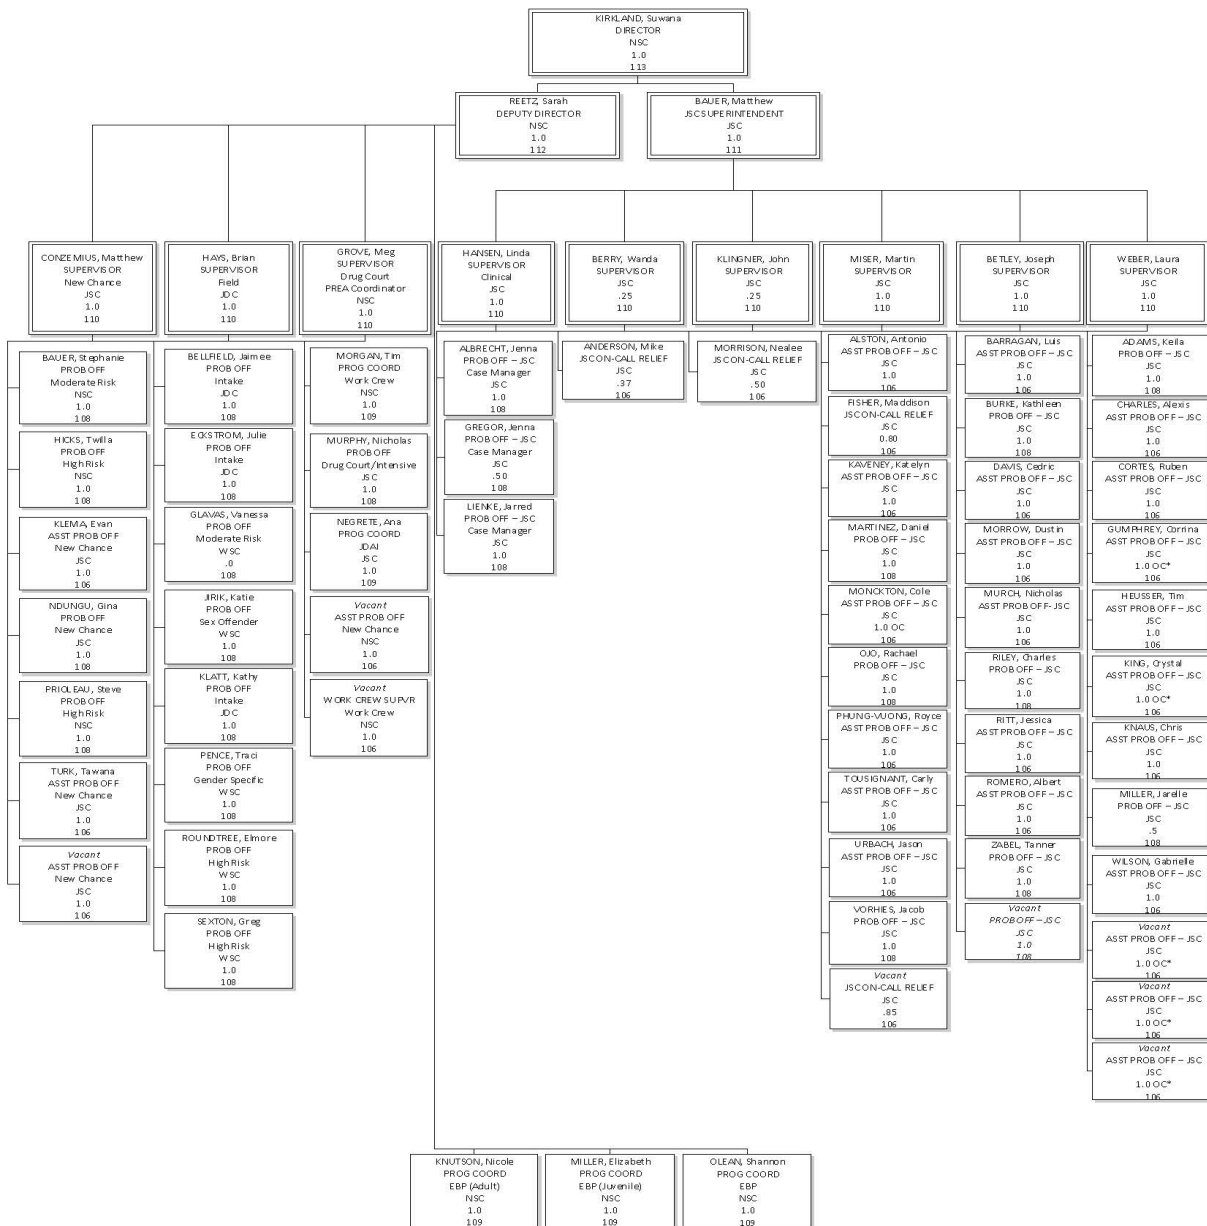 KIRKLAND, Suwana
DIRECTOR
NSC
1.0
113
REETZ, Sarah
DEPUTY DIRECTOR
NSC
1.0
112
BAUER, Matthew
JSC SUPERINTENDENT
JSC
1.0
111
CONZEMIUS, Matthew
SUPERVISOR
New Chance
JSC
1.0
110
HAYS, Brian
SUPERVISOR
Field
JDC
1.0
110
GROVE, Meg
SUPERVISOR
Drug Court
PREA Coordinator
NSC
1.0
110
HANSEN, Linda
SUPERVISOR
Clinical
JSC
1.0
110
BERRY, Wanda
SUPERVISOR
JSC
.25
110
KLINGNER, John
SUPERVISOR
JSC
.25
110
MISER, Martin
SUPERVISOR
JSC
1.0
110
BETLEY, Joseph
SUPERVISOR
JSC
1.0
110
WEBER, Laura
SUPERVISOR
JSC
1.0
110
BAUER, Stephanie
PROB OFF
Moderate Risk
NSC
1.0
108
HICKS, Twilla
PROB OFF
High Risk
NSC
1.0
108
KLEMA, Evan
ASST PROB OFF
New Chance
JSC
1.0
106
NDUNGU, Gina
PROB OFF
New Chance
JSC
1.0
108
PRIOLEAU, Steve
PROB OFF
High Risk
NSC
1.0
108
TURK, Tawana
ASST PROB OFF
New Chance
JSC
1.0
106
Vacant
ASST PROB OFF
New Chance
JSC
1.0
106
BELLFIELD, Jaimee
PROB OFF
Intake
JDC
1.0
108
ECKSTROM, Julie
PROB OFF
Intake
JDC
1.0
108
GLAVAS, Vanessa
PROB OFF
Moderate Risk
WSC
.0
108
JIRIK, Katie
PROB OFF
Sex Offender
WSC
1.0
108
KLATT, Kathy
PROB OFF
Intake
JDC
1.0
108
PENCE, Traci
PROB OFF
Gender Specific
WSC
1.0
108
ROUNDTREE, Elmore
PROB OFF
High Risk
WSC
1.0
108
SEXTON, Greg
PROB OFF
High Risk
WSC
1.0
108
MORGAN, Tim
PROG COORD
Work Crew
NSC
1.0
109
MURPHY, Nicholas
PROB OFF
Drug Court/Intensive
JSC
1.0
108
NEGRETE, Ana
PROG COORD
JDAI
JSC
1.0
109
Vacant
ASST PROB OFF
New Chance
NSC
1.0
106
Vacant
WORK CREW SUPVR
Work Crew
NSC
1.0
106
ALBRECHT, Jenna
PROB OFF – JSC
Case Manager
JSC
1.0
108
GREGOR, Jenna
PROB OFF – JSC
Case Manager
JSC
.50
108
LIENKE, Jarred
PROB OFF – JSC
Case Manager
JSC
1.0
108
ANDERSON, Mike
JSC ON-CALL RELIEF
JSC
.37
106
MORRISON, Nealee
JSC ON-CALL RELIEF
JSC
.50
106
ALSTON, Antonio
ASST PROB OFF – JSC
JSC
1.0
106
FISHER, Maddison
JSC ON-CALL RELIEF
JSC
0.80
106
KAVENEY, Katelyn
ASST PROB OFF – JSC
JSC
1.0
106
MARTINEZ, Daniel
PROB OFF – JSC
JSC
1.0
108
MONCKTON, Cole
ASST PROB OFF – JSC
JSC
1.0 OC
106
OJO, Rachael
PROB OFF – JSC
JSC
1.0
108
PHUNG-VUONG, Royce
ASST PROB OFF – JSC
JSC
1.0
106
TOUSIGNANT, Carly
ASST PROB OFF – JSC
JSC
1.0
106
URBACH, Jason
ASST PROB OFF – JSC
JSC
1.0
106
VORHIES, Jacob
PROB OFF – JSC
JSC
1.0
108
Vacant
JSC ON-CALL RELIEF
JSC
.85
106
BARRAGAN, Luis
ASST PROB OFF – JSC
JSC
1.0
106
BURKE, Kathleen
PROB OFF – JSC
JSC
1.0
108
DAVIS, Cedric
ASST PROB OFF – JSC
JSC
1.0
106
MORROW, Dustin
ASST PROB OFF – JSC
JSC
1.0
106
MURCH, Nicholas
ASST PROB OFF- JSC
JSC
1.0
106
RILEY, Charles
PROB OFF – JSC
JSC
1.0
108
RITT, Jessica
ASST PROB OFF – JSC
JSC
1.0
ROMERO, Albert
ASST PROB OFF – JSC
JSC
1.0
106
ZABEL, Tanner
PROB OFF – JSC
JSC
1.0
108
Vacant
PROB OFF – JSC
JSC
1.0
108
ADAMS, Keila
PROB OFF – JSC
JSC
1.0
108
CHARLES, Alexis
ASST PROB OFF – JSC
JSC
1.0
106
CORTES, Ruben
ASST PROB OFF – JSC
JSC
1.0
106
GUMPHREY, Corrina
ASST PROB OFF – JSC
JSC
1.0 OC*
106
HEUSSER, Tim
ASST PROB OFF – JSC
JSC
1.0
106
KING, Crystal
ASST PROB OFF – JSC
JSC
1.0 OC*
106
KNAUS, Chris
ASST PROB OFF – JSC
JSC
1.0
106
MILLER, Jarelle
PROB OFF – JSC
JSC
.5
108
WILSON, Gabrielle
ASST PROB OFF – JSC
JSC
1.0
106
Vacant
ASST PROB OFF – JSC
JSC
1.0 OC*
106
Vacant
ASST PROB OFF – JSC
JSC
1.0 OC*
106
Vacant
ASST PROB OFF – JSC
JSC
1.0 OC*
106
KNUTSON, Nicole
PROG COORD
EBP (Adult)
NSC
1.0
109
MILLER, Elizabeth
PROG COORD
EBP (Juvenile)
NSC
1.0
109
OLEAN, Shannon
PROG COORD
EBP
NSC
1.0
109